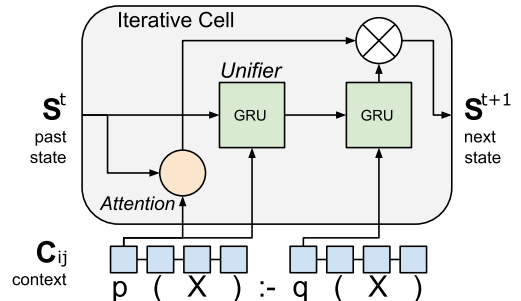 Iterative Cell
Unifier
S^t
past
state
GRU
GRU
S^t+1
next
state
Attention
C_ij
context
p ( X ) :- q ( X )